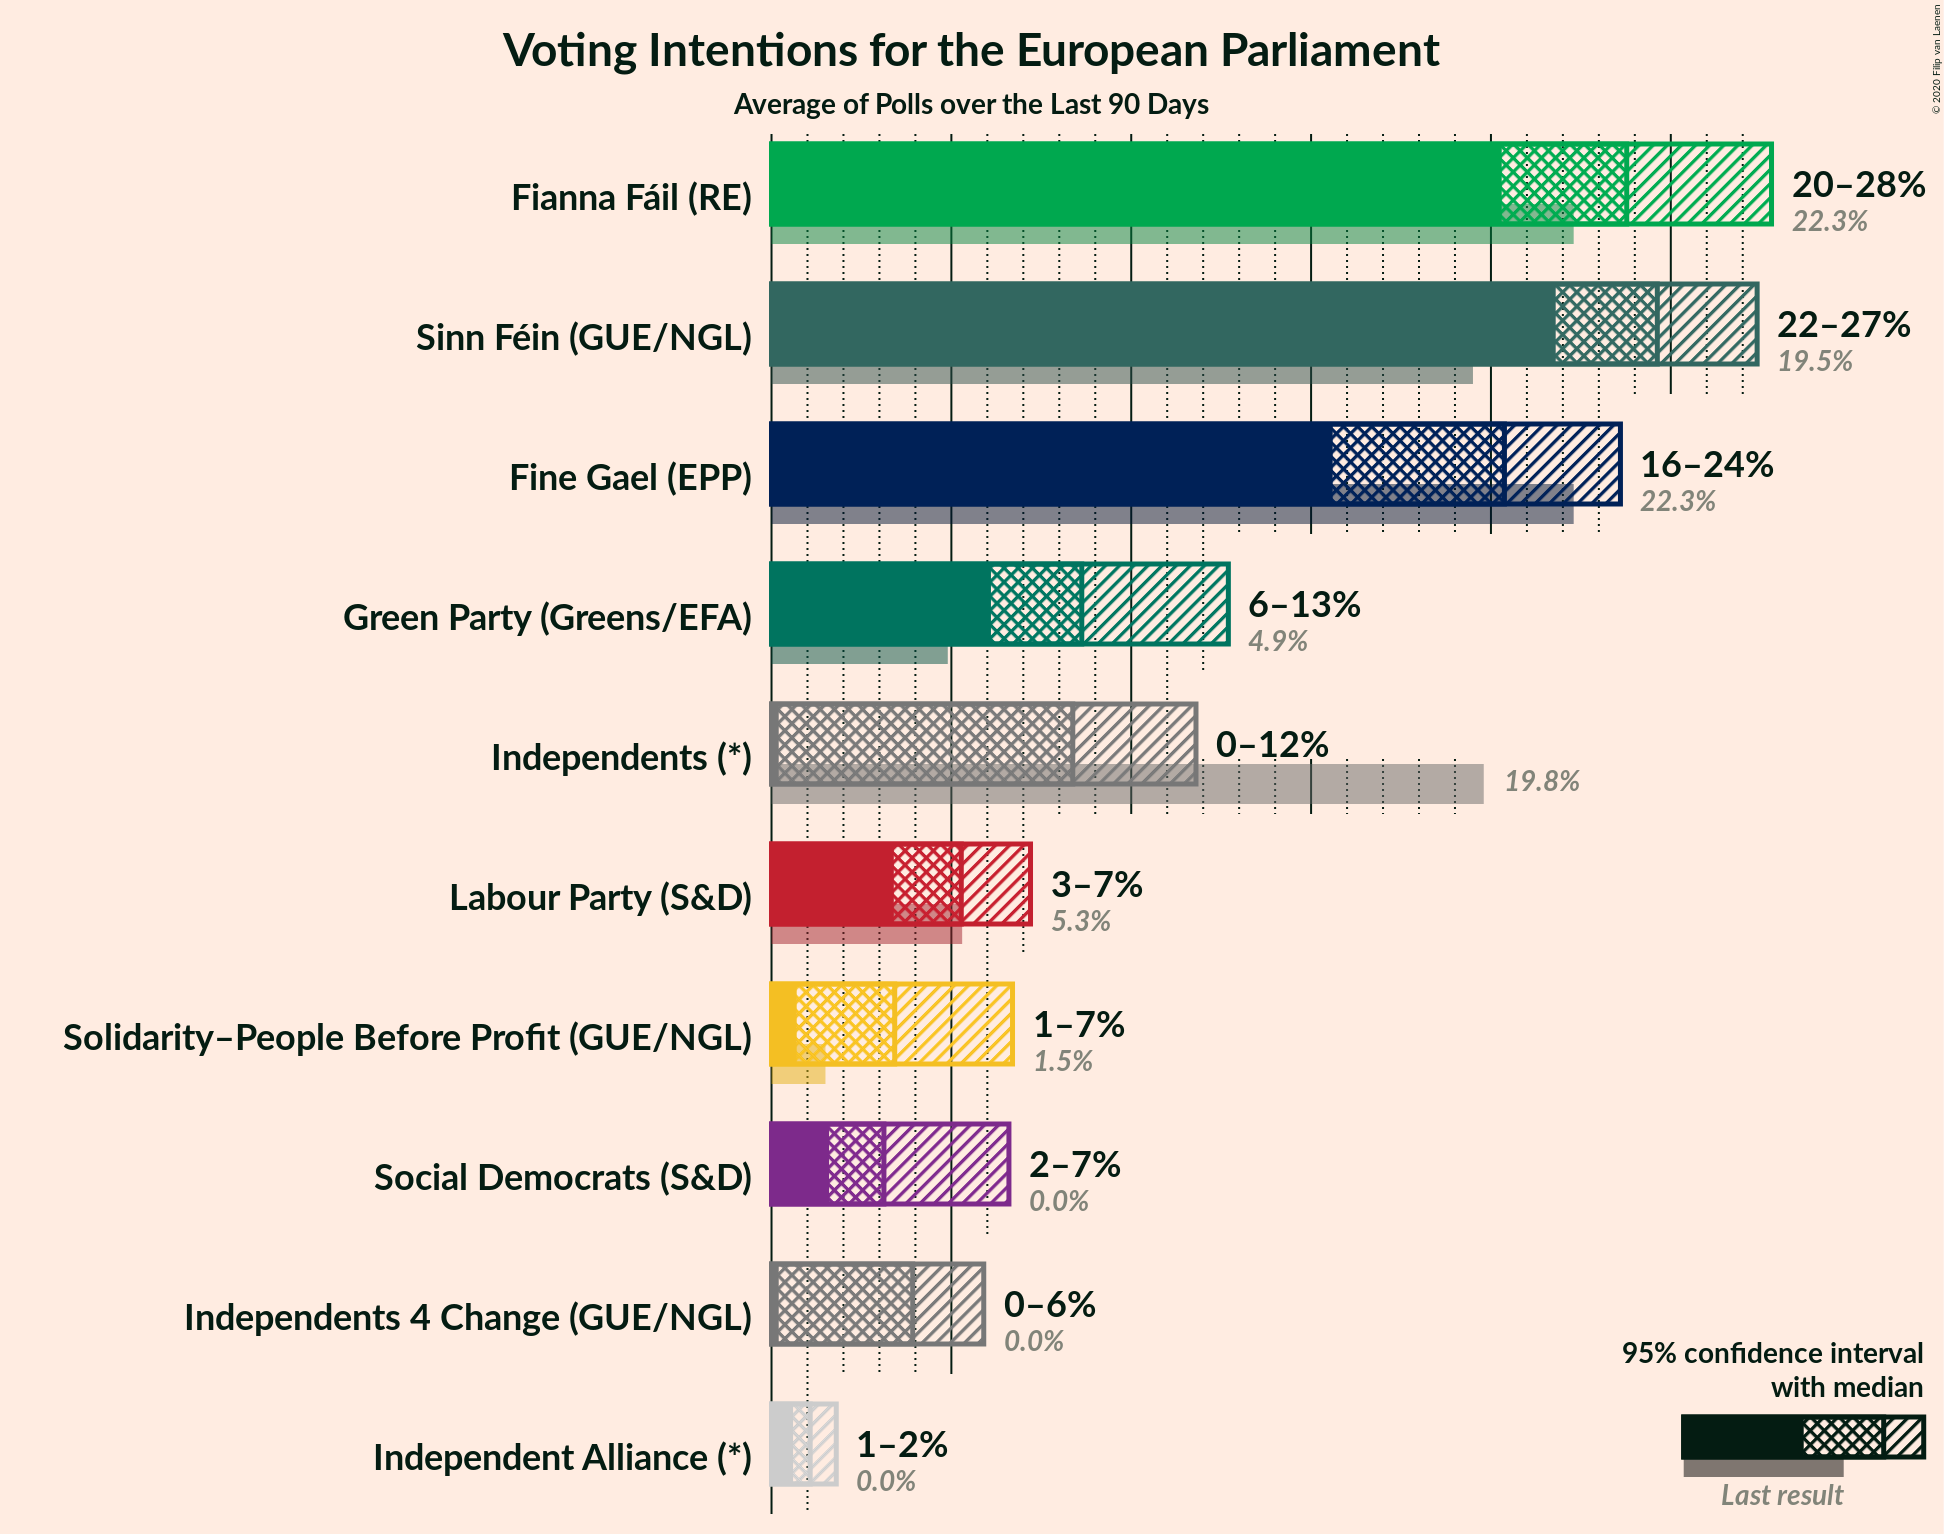 Voting Intentions for the European Parliament
Average of Polls over the Last 90 Days
© 2020 Filip van Laenen
Fianna Fáil (RE)
20–28%
22.3%
Sinn Féin (GUE/NGL)
22–27%
19.5%
Fine Gael (EPP)
16–24%
22.3%
Green Party (Greens/EFA)
6–13%
4.9%
Independents (*)
0–12%
19.8%
Labour Party (S&D)
3–7%
5.3%
Solidarity–People Before Profit (GUE/NGL)
1–7%
1.5%
Social Democrats (S&D)
2–7%
0.0%
Independents 4 Change (GUE/NGL)
0–6%
0.0%
Independent Alliance (*)
1–2%
0.0%
95% confidence interval
with median
Last result